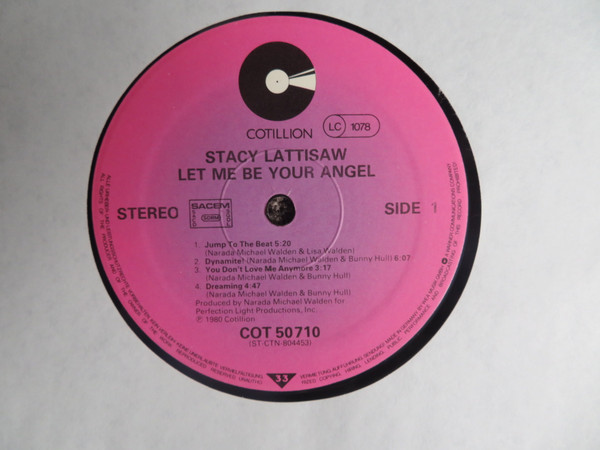 COTILLION
LC 1078
STACY LATTISAW
LET ME BE YOUR ANGEL
STEREO
SACEM
SIDE 1
1. Jump To The Beat 5:20
(Narada Michael Walden & Lisa Walden)
2. Dynamite! (Narada Michael Walden & Bunny Hull) 6:07
3. You Don't Love Me Anymore 3:17
(Narada Michael Walden & Bunny Hull)
4. Dreaming 4:47
(Narada Michael Walden & Bunny Hull)
Produced by Narada Michael Walden for
Perfection Light Productions, Inc.
℗ 1980 Cotillion
COT 50710
(ST-CTN-804453)
33